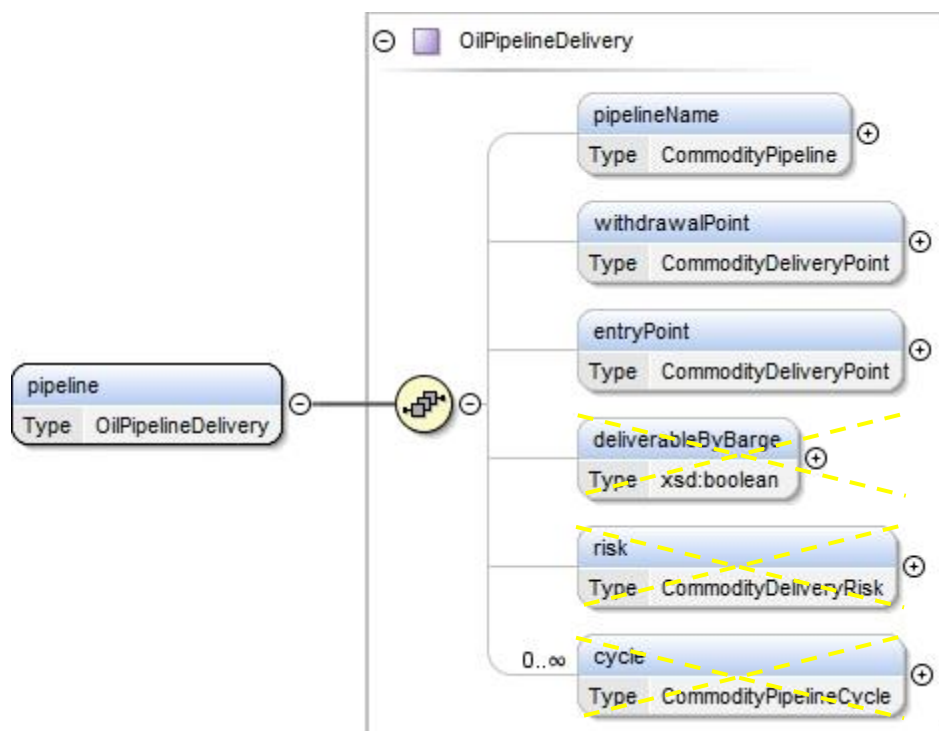 OilPipelineDelivery
pipelineName
Type CommodityPipeline
withdrawalPoint
Type CommodityDeliveryPoint
entryPoint
Type CommodityDeliveryPoint
pipeline
Type OilPipelineDelivery
deliverableByBarge
Type xsd:boolean
risk
Type CommodityDeliveryRisk
0..∞ cycle
Type CommodityPipelineCycle